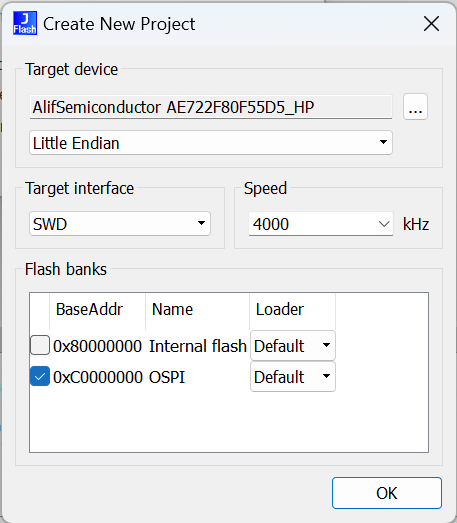 J
Flash
Create New Project
Target device
AlifSemiconductor AE722F80F55D5_HP
...
Little Endian
Target interface
Speed
SWD
4000
kHz
Flash banks
BaseAddr Name Loader
0x80000000 Internal flash Default
0xC0000000 OSPI Default
OK